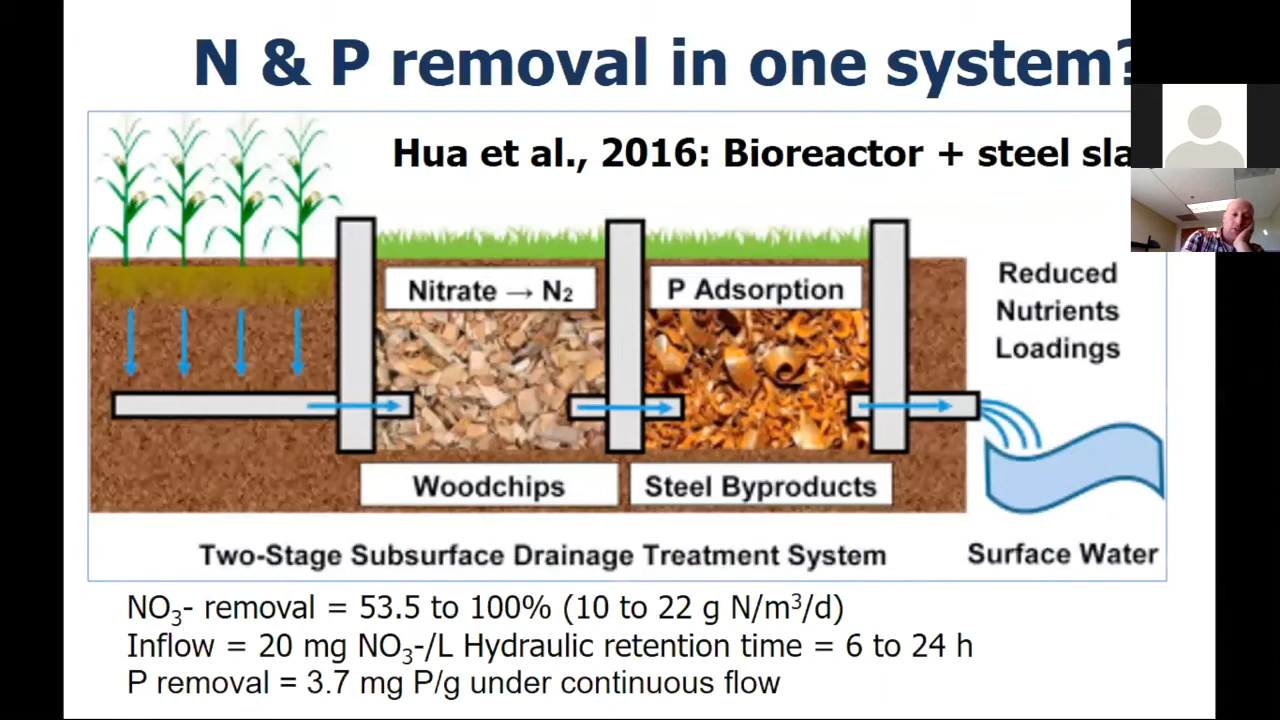 N & P removal in one system?
Hua et al., 2016: Bioreactor + steel
Nitrate → N₂
P Adsorption
Reduced
Nutrients
Loadings
Woodchips
Steel Byproducts
Two-Stage Subsurface Drainage Treatment System
Surface Water
NO₃- removal = 53.5 to 100% (10 to 22 g N/m³/d)
Inflow = 20 mg NO₃-/L Hydraulic retention time = 6 to 24 h
P removal = 3.7 mg P/g under continuous flow